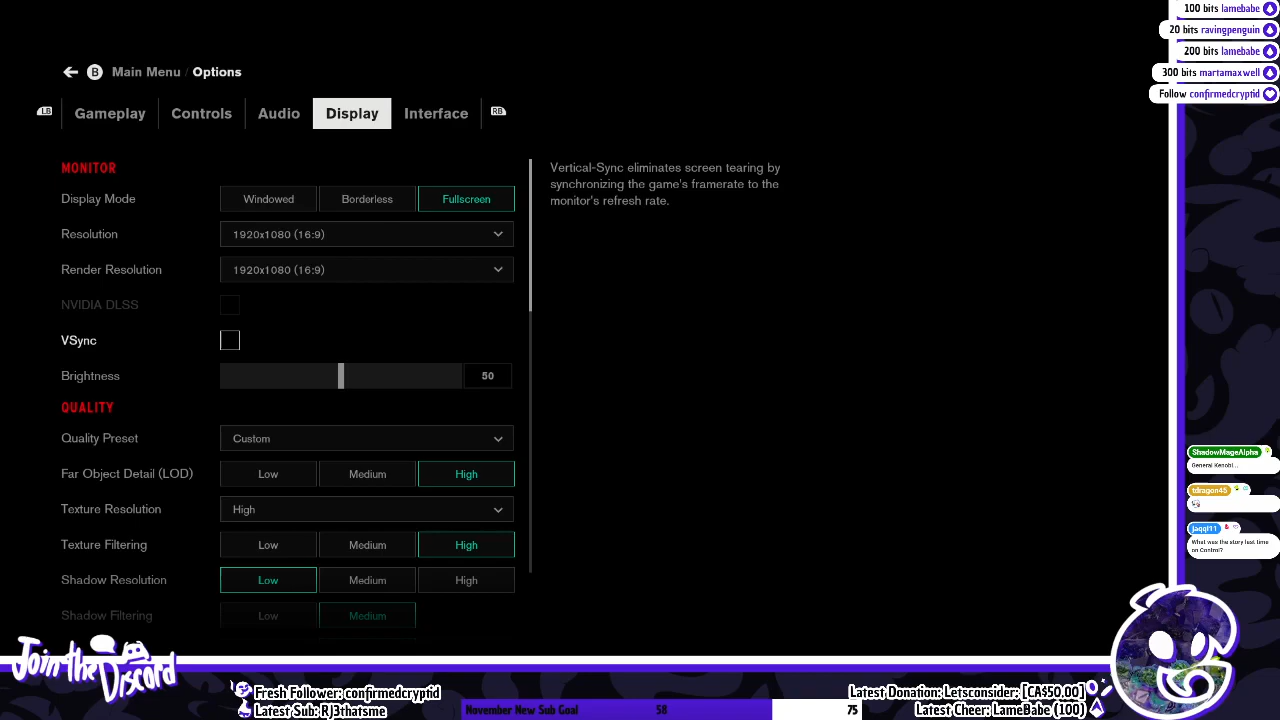 100 bits lamebabe
20 bits ravingpenguin
200 bits lamebabe
300 bits martamaxwell
Follow confirmedcryptid
B Main Menu / Options
LB Gameplay Controls Audio Display Interface RB
MONITOR
Display Mode Windowed Borderless Fullscreen
Resolution 1920x1080 (16:9)
Render Resolution 1920x1080 (16:9)
NVIDIA DLSS
VSync
Brightness 50
QUALITY
Quality Preset Custom
Far Object Detail (LOD) Low Medium High
Texture Resolution High
Texture Filtering Low Medium High
Shadow Resolution Low Medium High
Shadow Filtering Low Medium
Vertical-Sync eliminates screen tearing by
synchronizing the game's framerate to the
monitor's refresh rate.
ShadowMageAlpha
General Kenobi...
tdragon45
jaqql11
What was the story last time
on Control?
Join the Discord
Fresh Follower: confirmedcryptid
Latest Sub: RJ3thatsme
November New Sub Goal 58 75
Latest Donation: Letsconsider: [CA$50.00]
Latest Cheer: LameBabe (100)